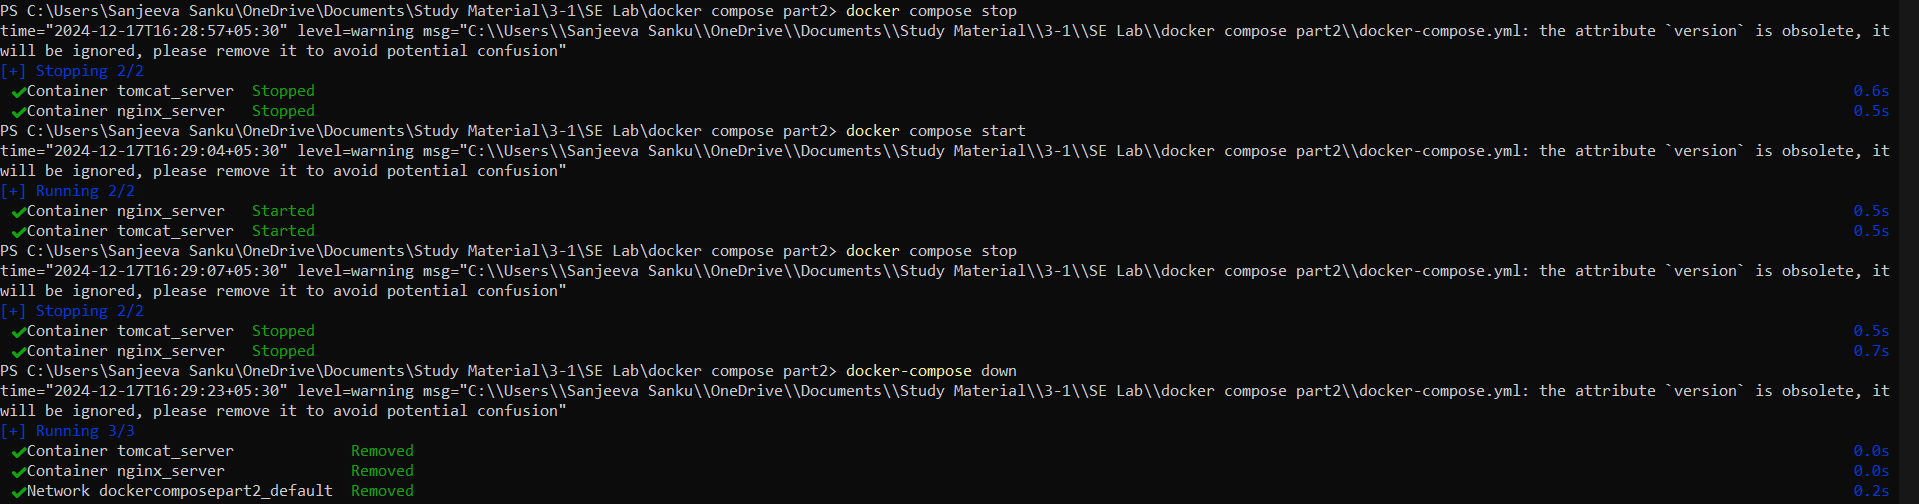 PS C:\Users\Sanjeeva Sanku\OneDrive\Documents\Study Material\3-1\SE Lab\docker compose part2> docker compose stop
time="2024-12-17T16:28:57+05:30" level=warning msg="C:\\Users\\Sanjeeva Sanku\\OneDrive\\Documents\\Study Material\\3-1\\SE Lab\\docker compose part2\\docker-compose.yml: the attribute `version` is obsolete, it
will be ignored, please remove it to avoid potential confusion"
[+] Stopping 2/2
✔Container tomcat_server  Stopped 0.6s
✔Container nginx_server   Stopped 0.5s
PS C:\Users\Sanjeeva Sanku\OneDrive\Documents\Study Material\3-1\SE Lab\docker compose part2> docker compose start
time="2024-12-17T16:29:04+05:30" level=warning msg="C:\\Users\\Sanjeeva Sanku\\OneDrive\\Documents\\Study Material\\3-1\\SE Lab\\docker compose part2\\docker-compose.yml: the attribute `version` is obsolete, it
will be ignored, please remove it to avoid potential confusion"
[+] Running 2/2
✔Container nginx_server   Started 0.5s
✔Container tomcat_server  Started 0.5s
PS C:\Users\Sanjeeva Sanku\OneDrive\Documents\Study Material\3-1\SE Lab\docker compose part2> docker compose stop
time="2024-12-17T16:29:07+05:30" level=warning msg="C:\\Users\\Sanjeeva Sanku\\OneDrive\\Documents\\Study Material\\3-1\\SE Lab\\docker compose part2\\docker-compose.yml: the attribute `version` is obsolete, it
will be ignored, please remove it to avoid potential confusion"
[+] Stopping 2/2
✔Container tomcat_server  Stopped 0.5s
✔Container nginx_server   Stopped 0.7s
PS C:\Users\Sanjeeva Sanku\OneDrive\Documents\Study Material\3-1\SE Lab\docker compose part2> docker-compose down
time="2024-12-17T16:29:23+05:30" level=warning msg="C:\\Users\\Sanjeeva Sanku\\OneDrive\\Documents\\Study Material\\3-1\\SE Lab\\docker compose part2\\docker-compose.yml: the attribute `version` is obsolete, it
will be ignored, please remove it to avoid potential confusion"
[+] Running 3/3
✔Container tomcat_server             Removed 0.0s
✔Container nginx_server              Removed 0.0s
✔Network dockercomposepart2_default  Removed 0.2s